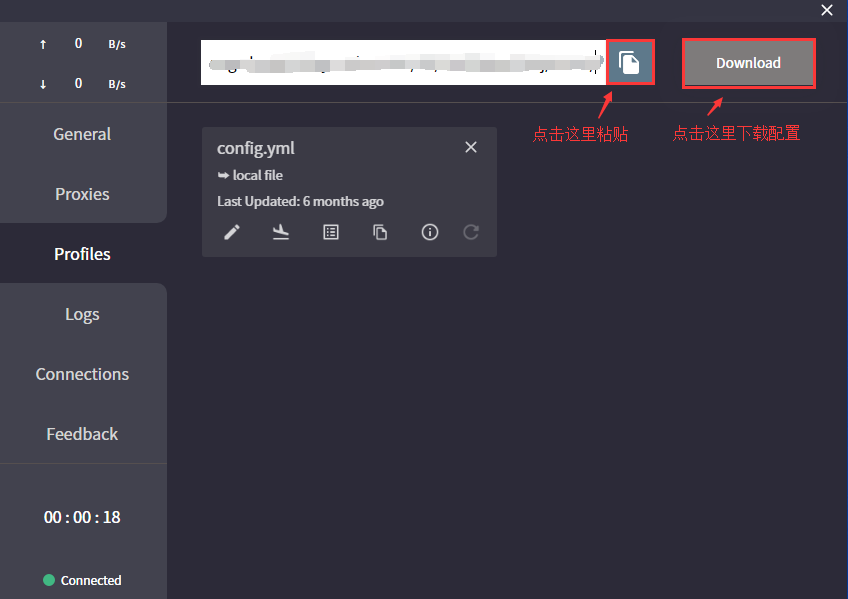 ↑ 0 B/s
↓ 0 B/s
General
Proxies
Profiles
Logs
Connections
Feedback
00 : 00 : 18
Connected
Download
点击这里粘贴
点击这里下载配置
config.yml
local file
Last Updated: 6 months ago